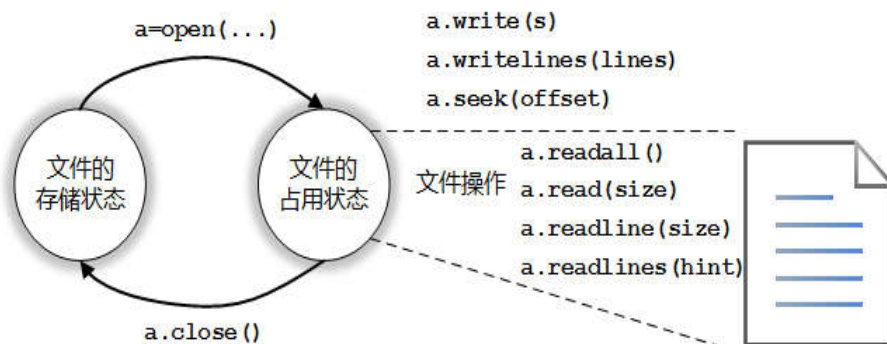 a=open(...)
a.write(s)
a.writelines(lines)
a.seek(offset)
文件的
存储状态
文件的
占用状态
文件操作
a.readall()
a.read(size)
a.readline(size)
a.readlines(hint)
a.close()